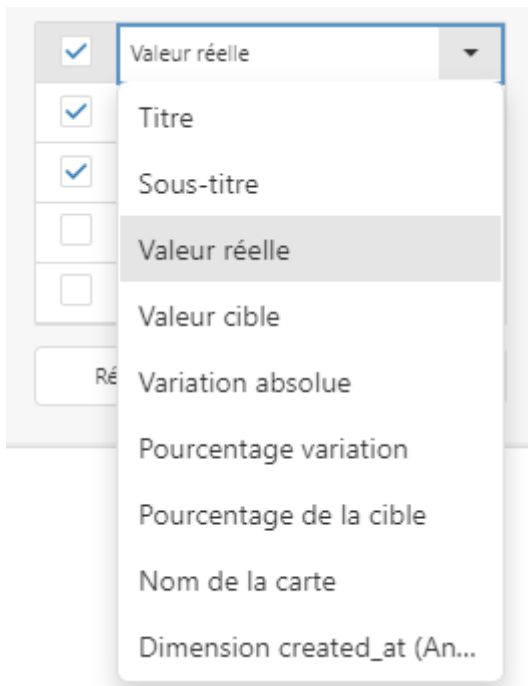 Valeur réelle
Titre
Sous-titre
Valeur réelle
Valeur cible
Variation absolue
Ré
Pourcentage variation
Pourcentage de la cible
Nom de la carte
Dimension created_at (An...